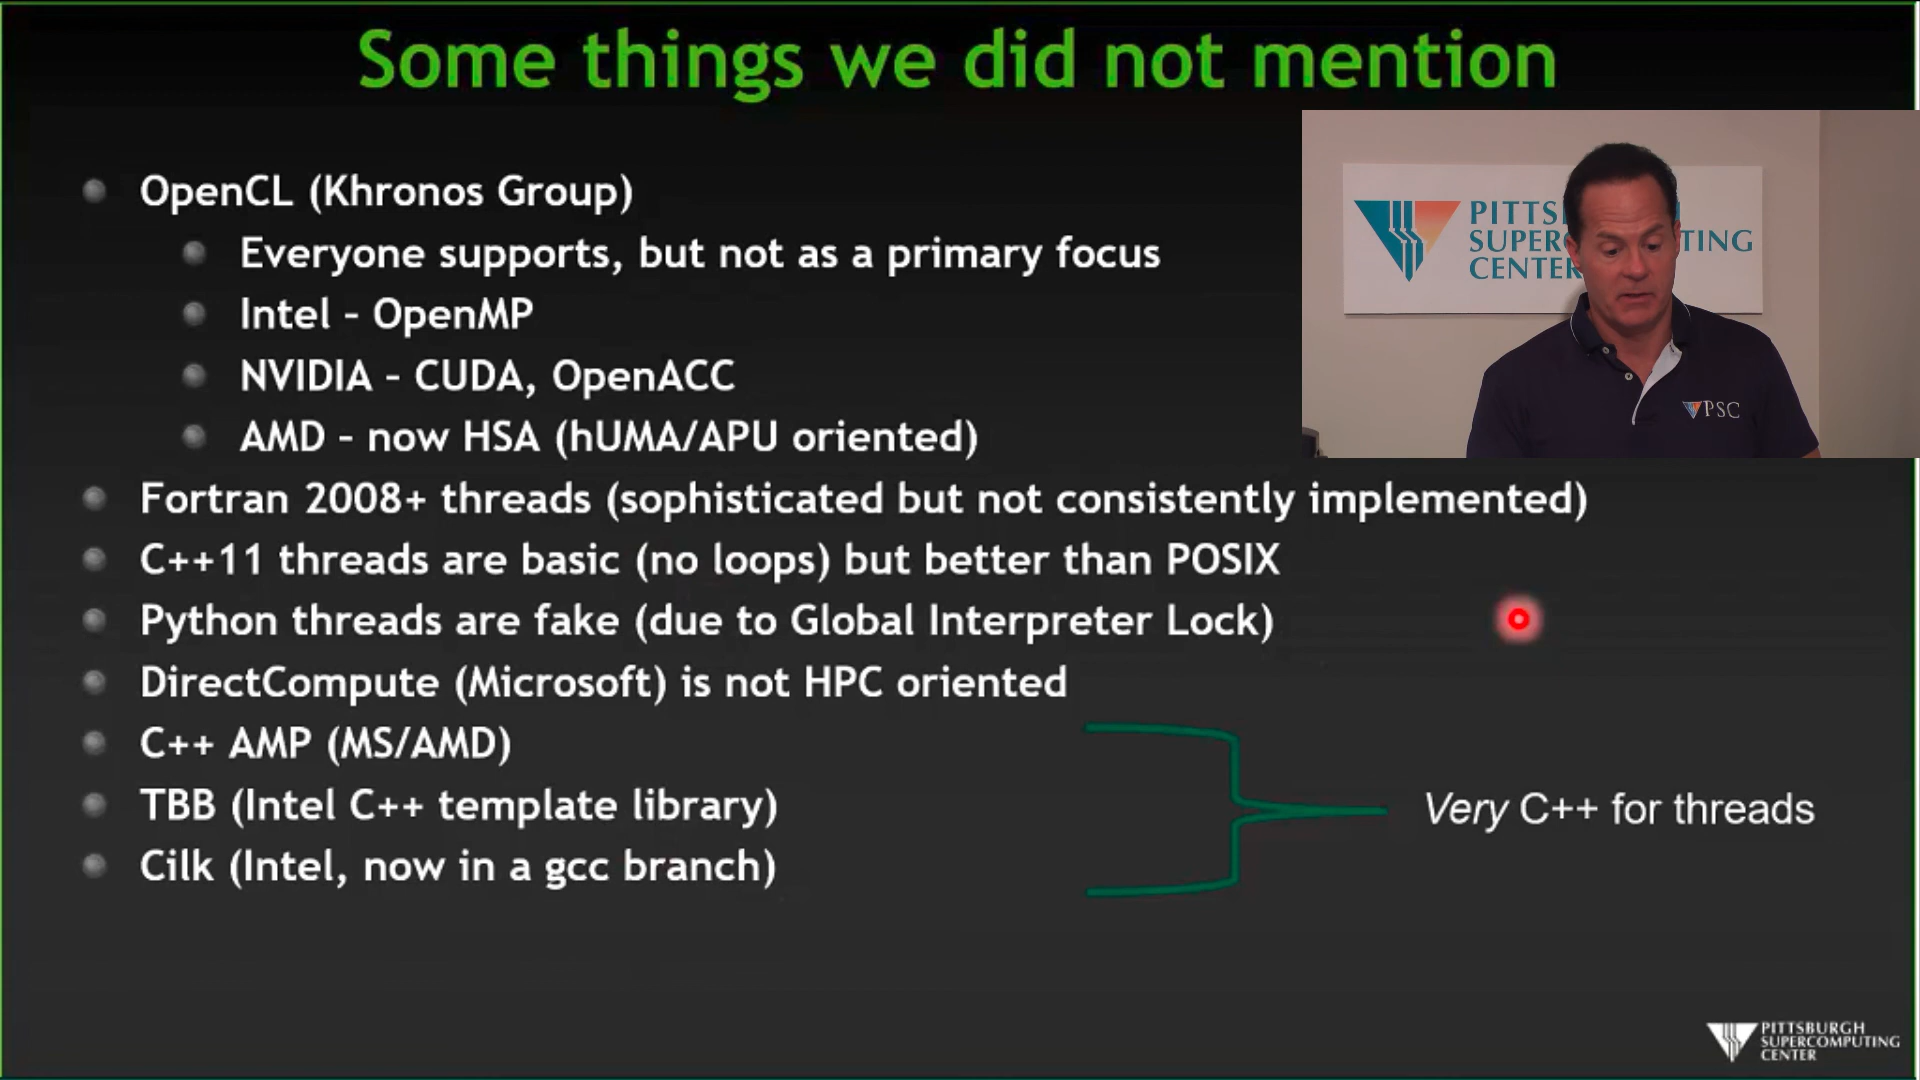 Some things we did not mention
OpenCL (Khronos Group)
Everyone supports, but not as a primary focus
Intel – OpenMP
NVIDIA – CUDA, OpenACC
AMD – now HSA (hUMA/APU oriented)
Fortran 2008+ threads (sophisticated but not consistently implemented)
C++11 threads are basic (no loops) but better than POSIX
Python threads are fake (due to Global Interpreter Lock)
DirectCompute (Microsoft) is not HPC oriented
C++ AMP (MS/AMD)
TBB (Intel C++ template library)
Cilk (Intel, now in a gcc branch)
Very C++ for threads
PITTS GH
SUPERC TING
CENTER
PSC
PITTSBURGH
SUPERCOMPUTING
CENTER